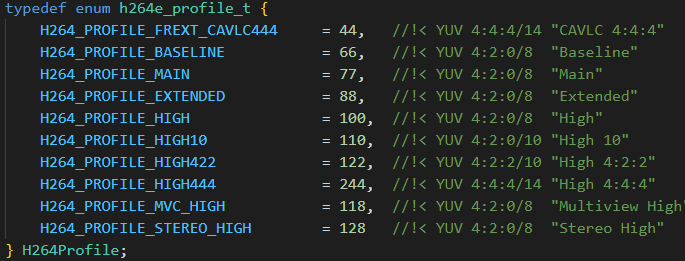 typedef enum h264e_profile_t {
    H264_PROFILE_FREXT_CAVLC444     = 44,   //!< YUV 4:4:4/14 "CAVLC 4:4:4"
    H264_PROFILE_BASELINE           = 66,   //!< YUV 4:2:0/8  "Baseline"
    H264_PROFILE_MAIN               = 77,   //!< YUV 4:2:0/8  "Main"
    H264_PROFILE_EXTENDED           = 88,   //!< YUV 4:2:0/8  "Extended"
    H264_PROFILE_HIGH               = 100,  //!< YUV 4:2:0/8  "High"
    H264_PROFILE_HIGH10             = 110,  //!< YUV 4:2:0/10 "High 10"
    H264_PROFILE_HIGH422            = 122,  //!< YUV 4:2:2/10 "High 4:2:2"
    H264_PROFILE_HIGH444            = 244,  //!< YUV 4:4:4/14 "High 4:4:4"
    H264_PROFILE_MVC_HIGH           = 118,  //!< YUV 4:2:0/8  "Multiview High"
    H264_PROFILE_STEREO_HIGH        = 128   //!< YUV 4:2:0/8  "Stereo High"
} H264Profile;